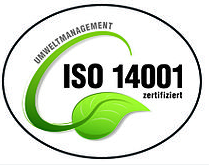 UMWELTMANAGEMENT
ISO 14001
zertifiziert